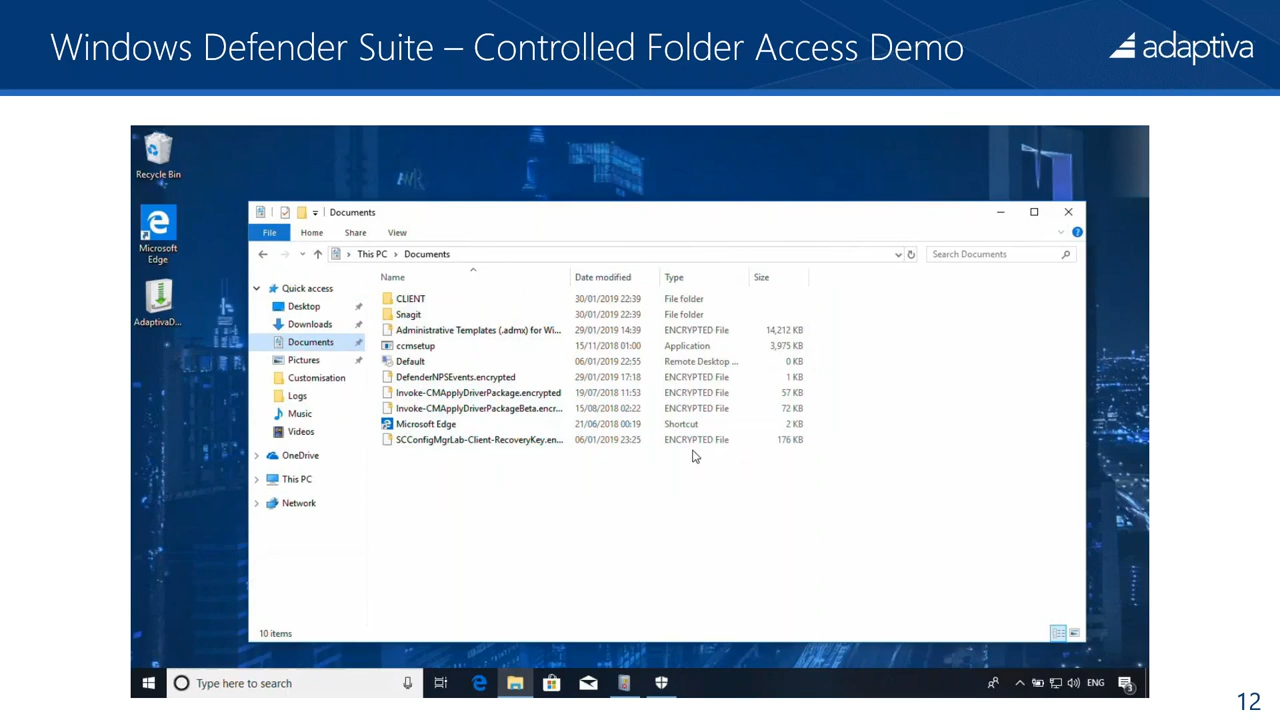 Windows Defender Suite – Controlled Folder Access Demo
adaptiva
Recycle Bin
Microsoft
Edge
AdaptivaD...
Documents
File Home Share View
This PC › Documents
Search Documents
Name Date modified Type Size
Quick access
Desktop
Downloads
Documents
Pictures
Customisation
Logs
Music
Videos
OneDrive
This PC
Network
CLIENT 30/01/2019 22:39 File folder
Snagit 30/01/2019 22:39 File folder
Administrative Templates (.admx) for Wi... 29/01/2019 14:39 ENCRYPTED File 14,212 KB
ccmsetup 15/11/2018 01:00 Application 3,975 KB
Default 06/01/2019 22:55 Remote Desktop ... 0 KB
DefenderNPSEvents.encrypted 29/01/2019 17:18 ENCRYPTED File 1 KB
Invoke-CMApplyDriverPackage.encrypted 19/07/2018 11:53 ENCRYPTED File 57 KB
Invoke-CMApplyDriverPackageBeta.encr... 15/08/2018 02:22 ENCRYPTED File 72 KB
Microsoft Edge 21/06/2018 00:19 Shortcut 2 KB
SCConfigMgrLab-Client-RecoveryKey.en... 06/01/2019 23:25 ENCRYPTED File 176 KB
10 items
Type here to search
ENG
3
12